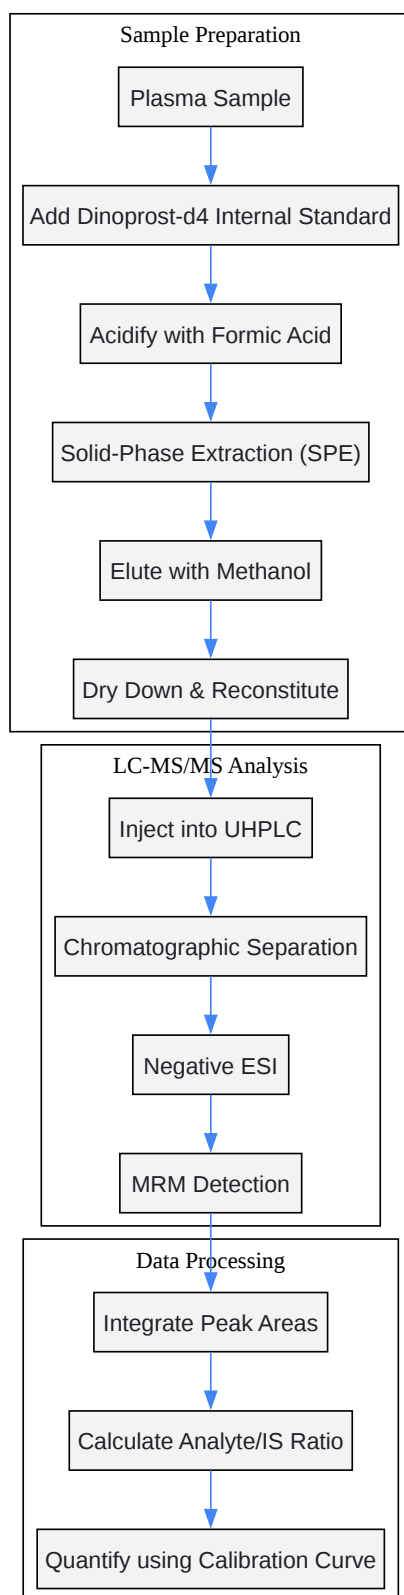 Sample Preparation
Plasma Sample
Add Dinoprost-d4 Internal Standard
Acidify with Formic Acid
Solid-Phase Extraction (SPE)
Elute with Methanol
Dry Down & Reconstitute
LC-MS/MS Analysis
Inject into UHPLC
Chromatographic Separation
Negative ESI
MRM Detection
Data Processing
Integrate Peak Areas
Calculate Analyte/IS Ratio
Quantify using Calibration Curve